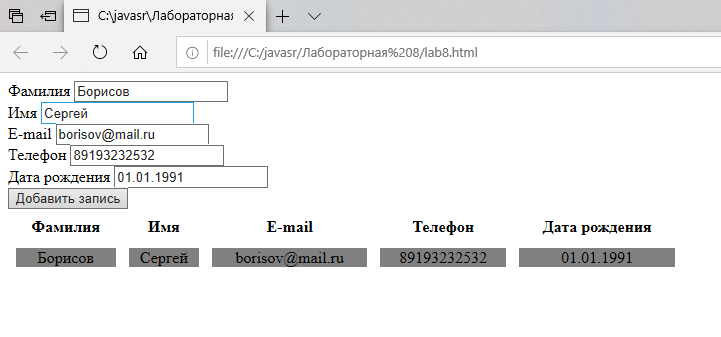 C:\javasr\Лабораторная
file:///C:/javasr/Лабораторная%208/lab8.html
Фамилия Борисов
Имя Сергей
E-mail borisov@mail.ru
Телефон 89193232532
Дата рождения 01.01.1991
Добавить запись
Фамилия Имя E-mail Телефон Дата рождения
Борисов Сергей borisov@mail.ru 89193232532 01.01.1991